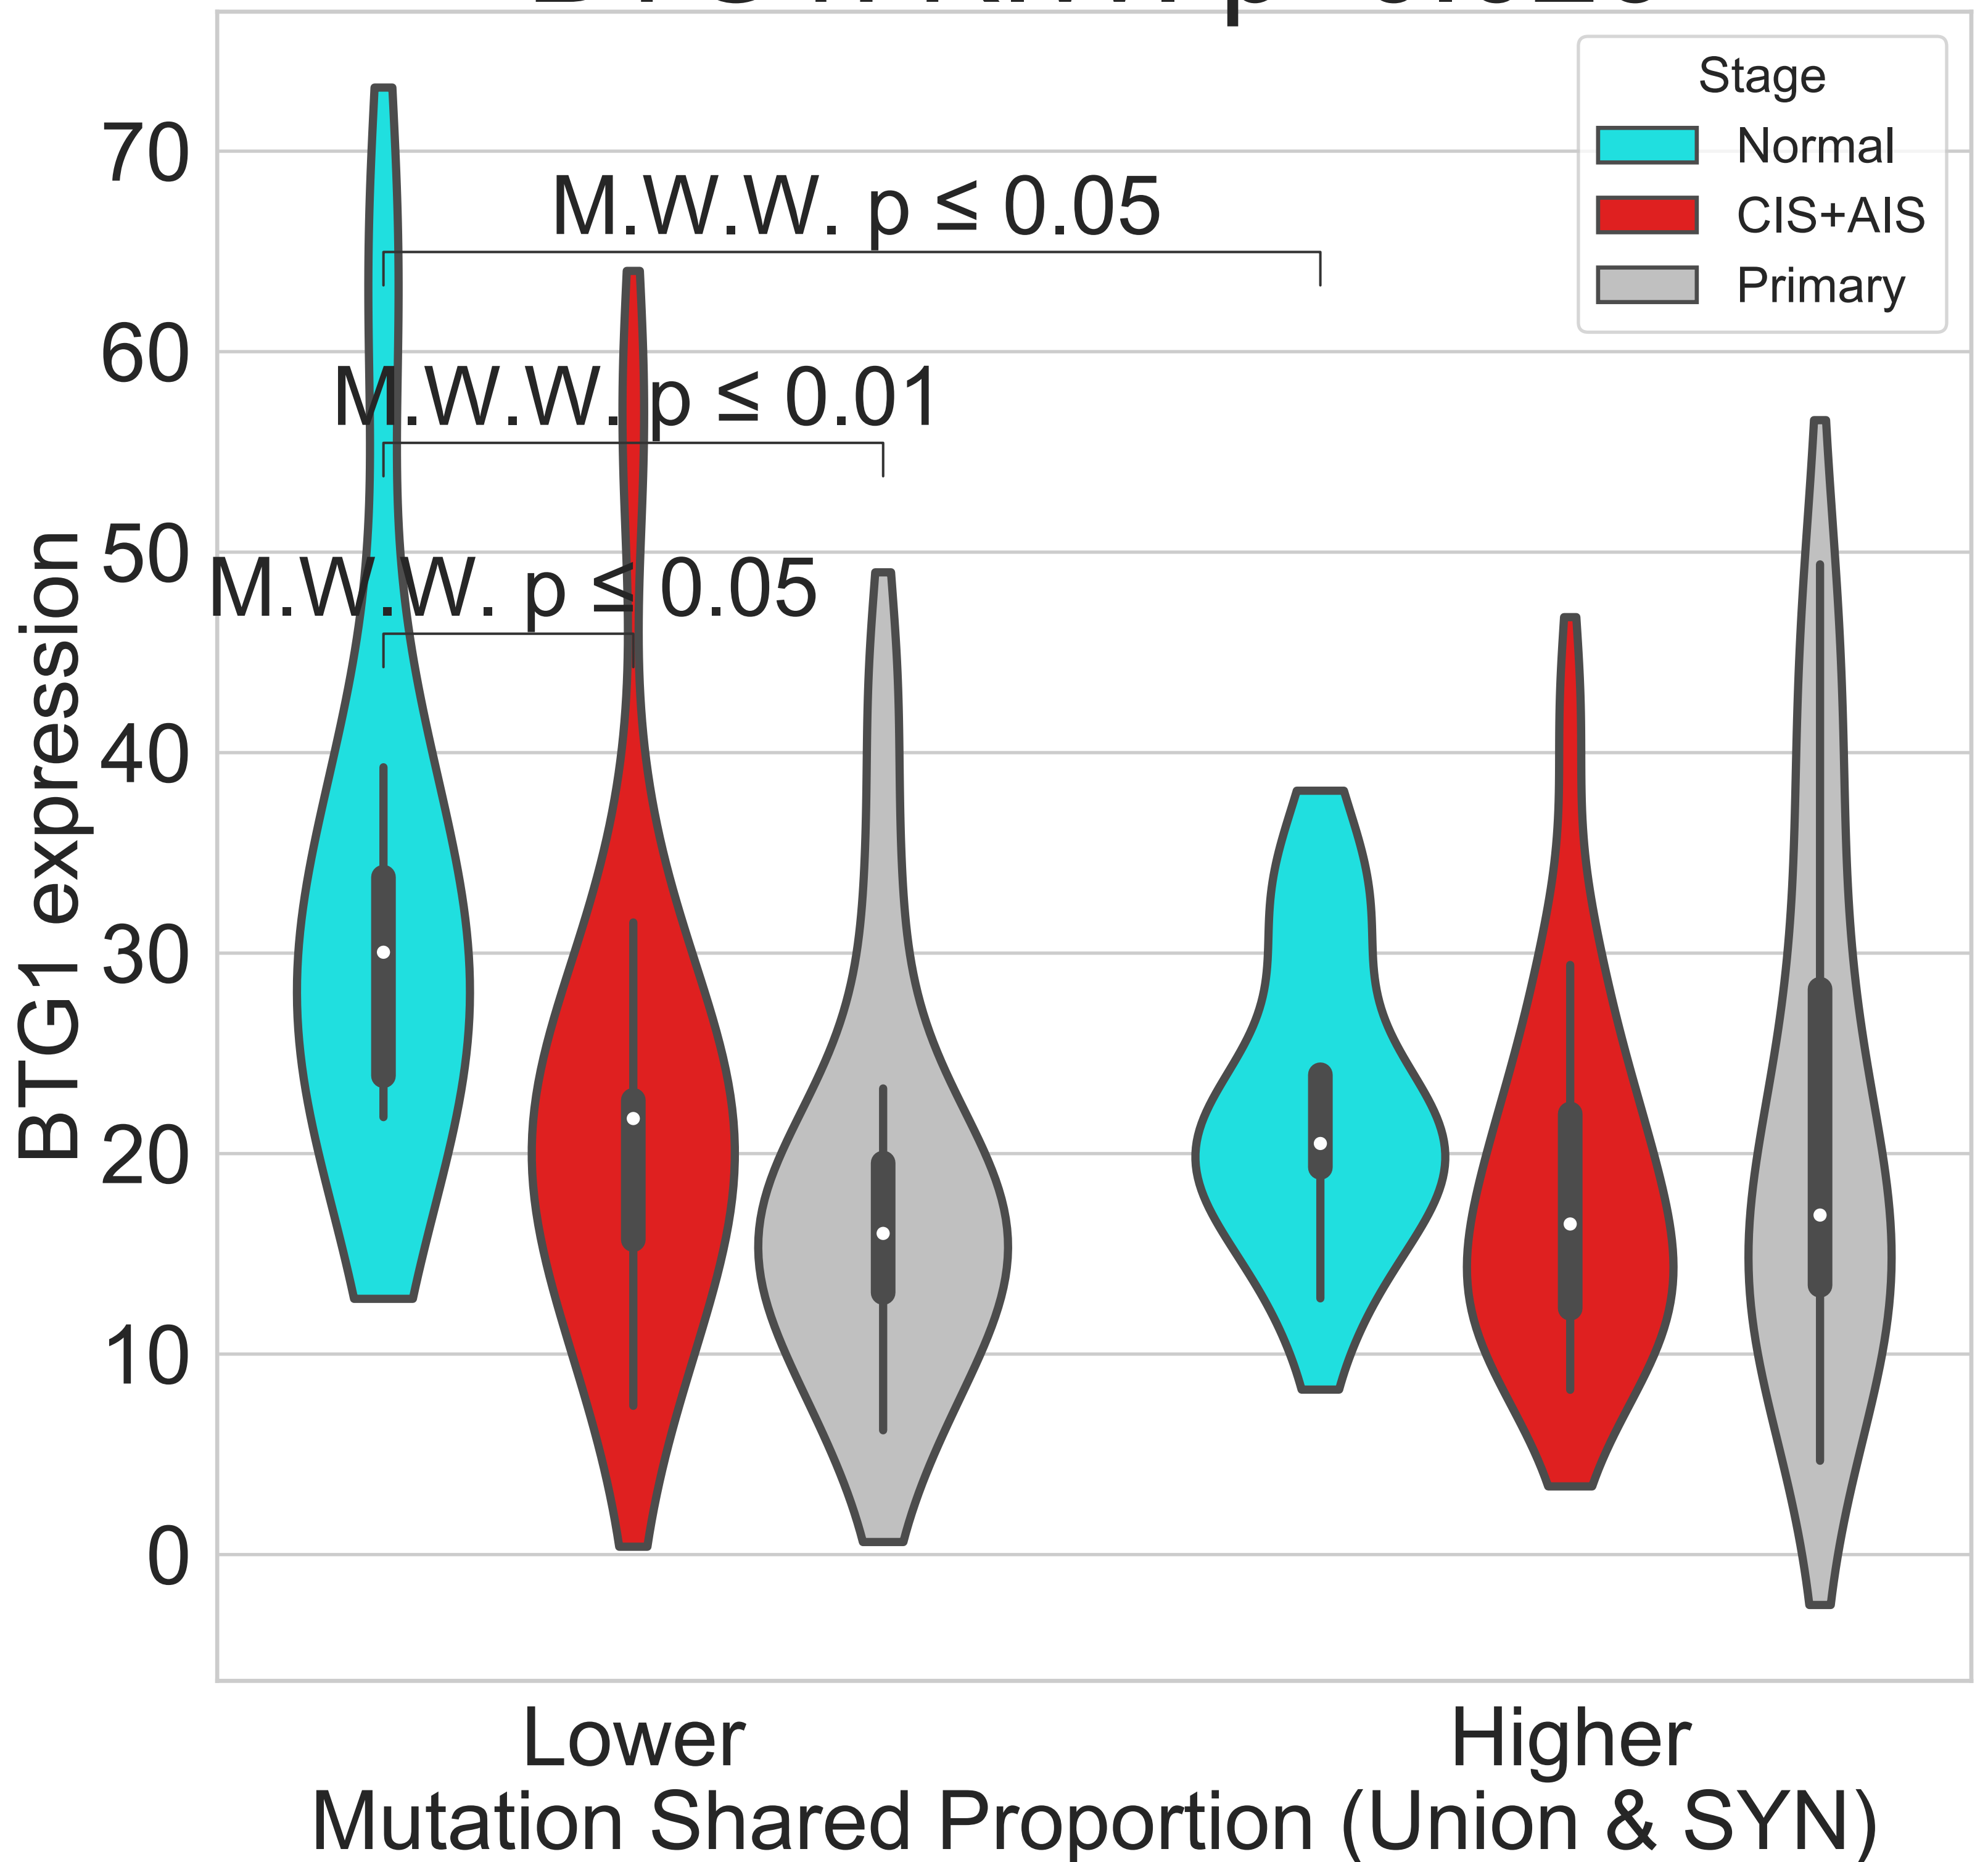 Stage
Normal
CIS+AIS
Primary
M.W.W. p ≤ 0.05
M.W.W. p ≤ 0.01
M.W.W. p ≤ 0.05
BTG1 expression
70
60
50
40
30
20
10
0
Lower
Higher
Mutation Shared Proportion (Union & SYN)